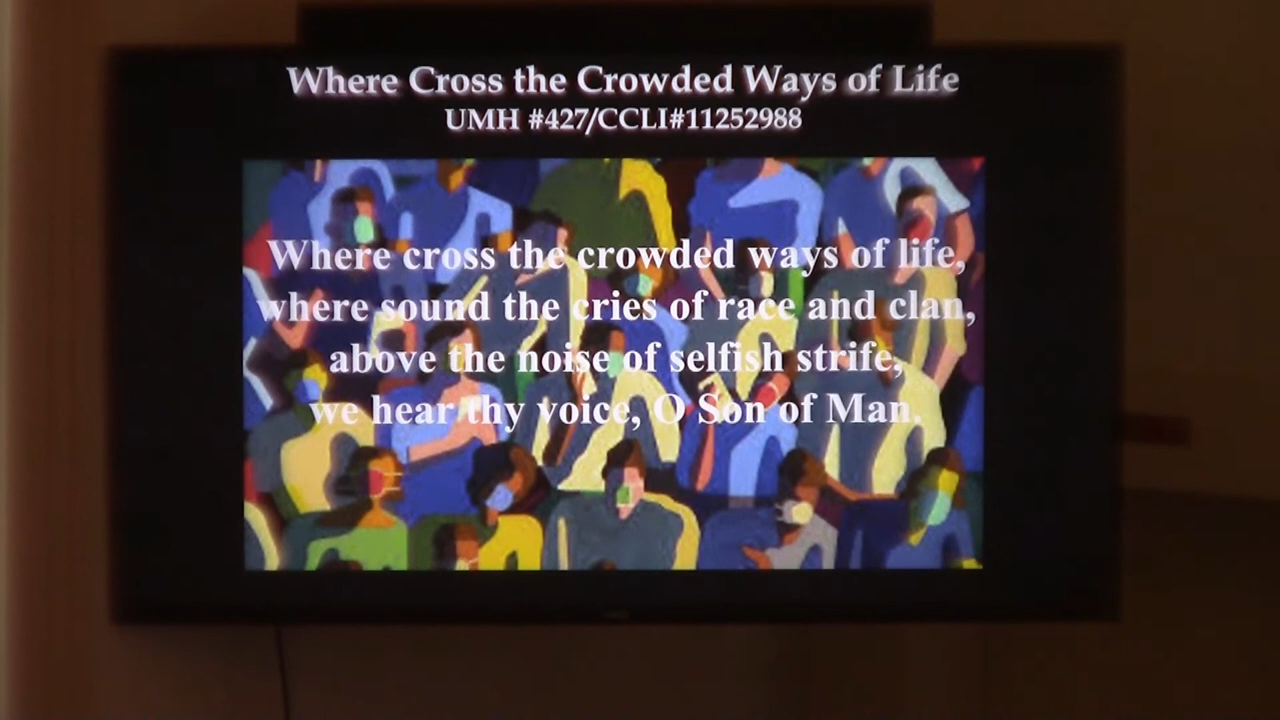 Where Cross the Crowded Ways of Life
UMH #427/CCLI#11252988
Where cross the crowded ways of life,
where sound the cries of race and clan,
above the noise of selfish strife,
we hear thy voice, O Son of Man.